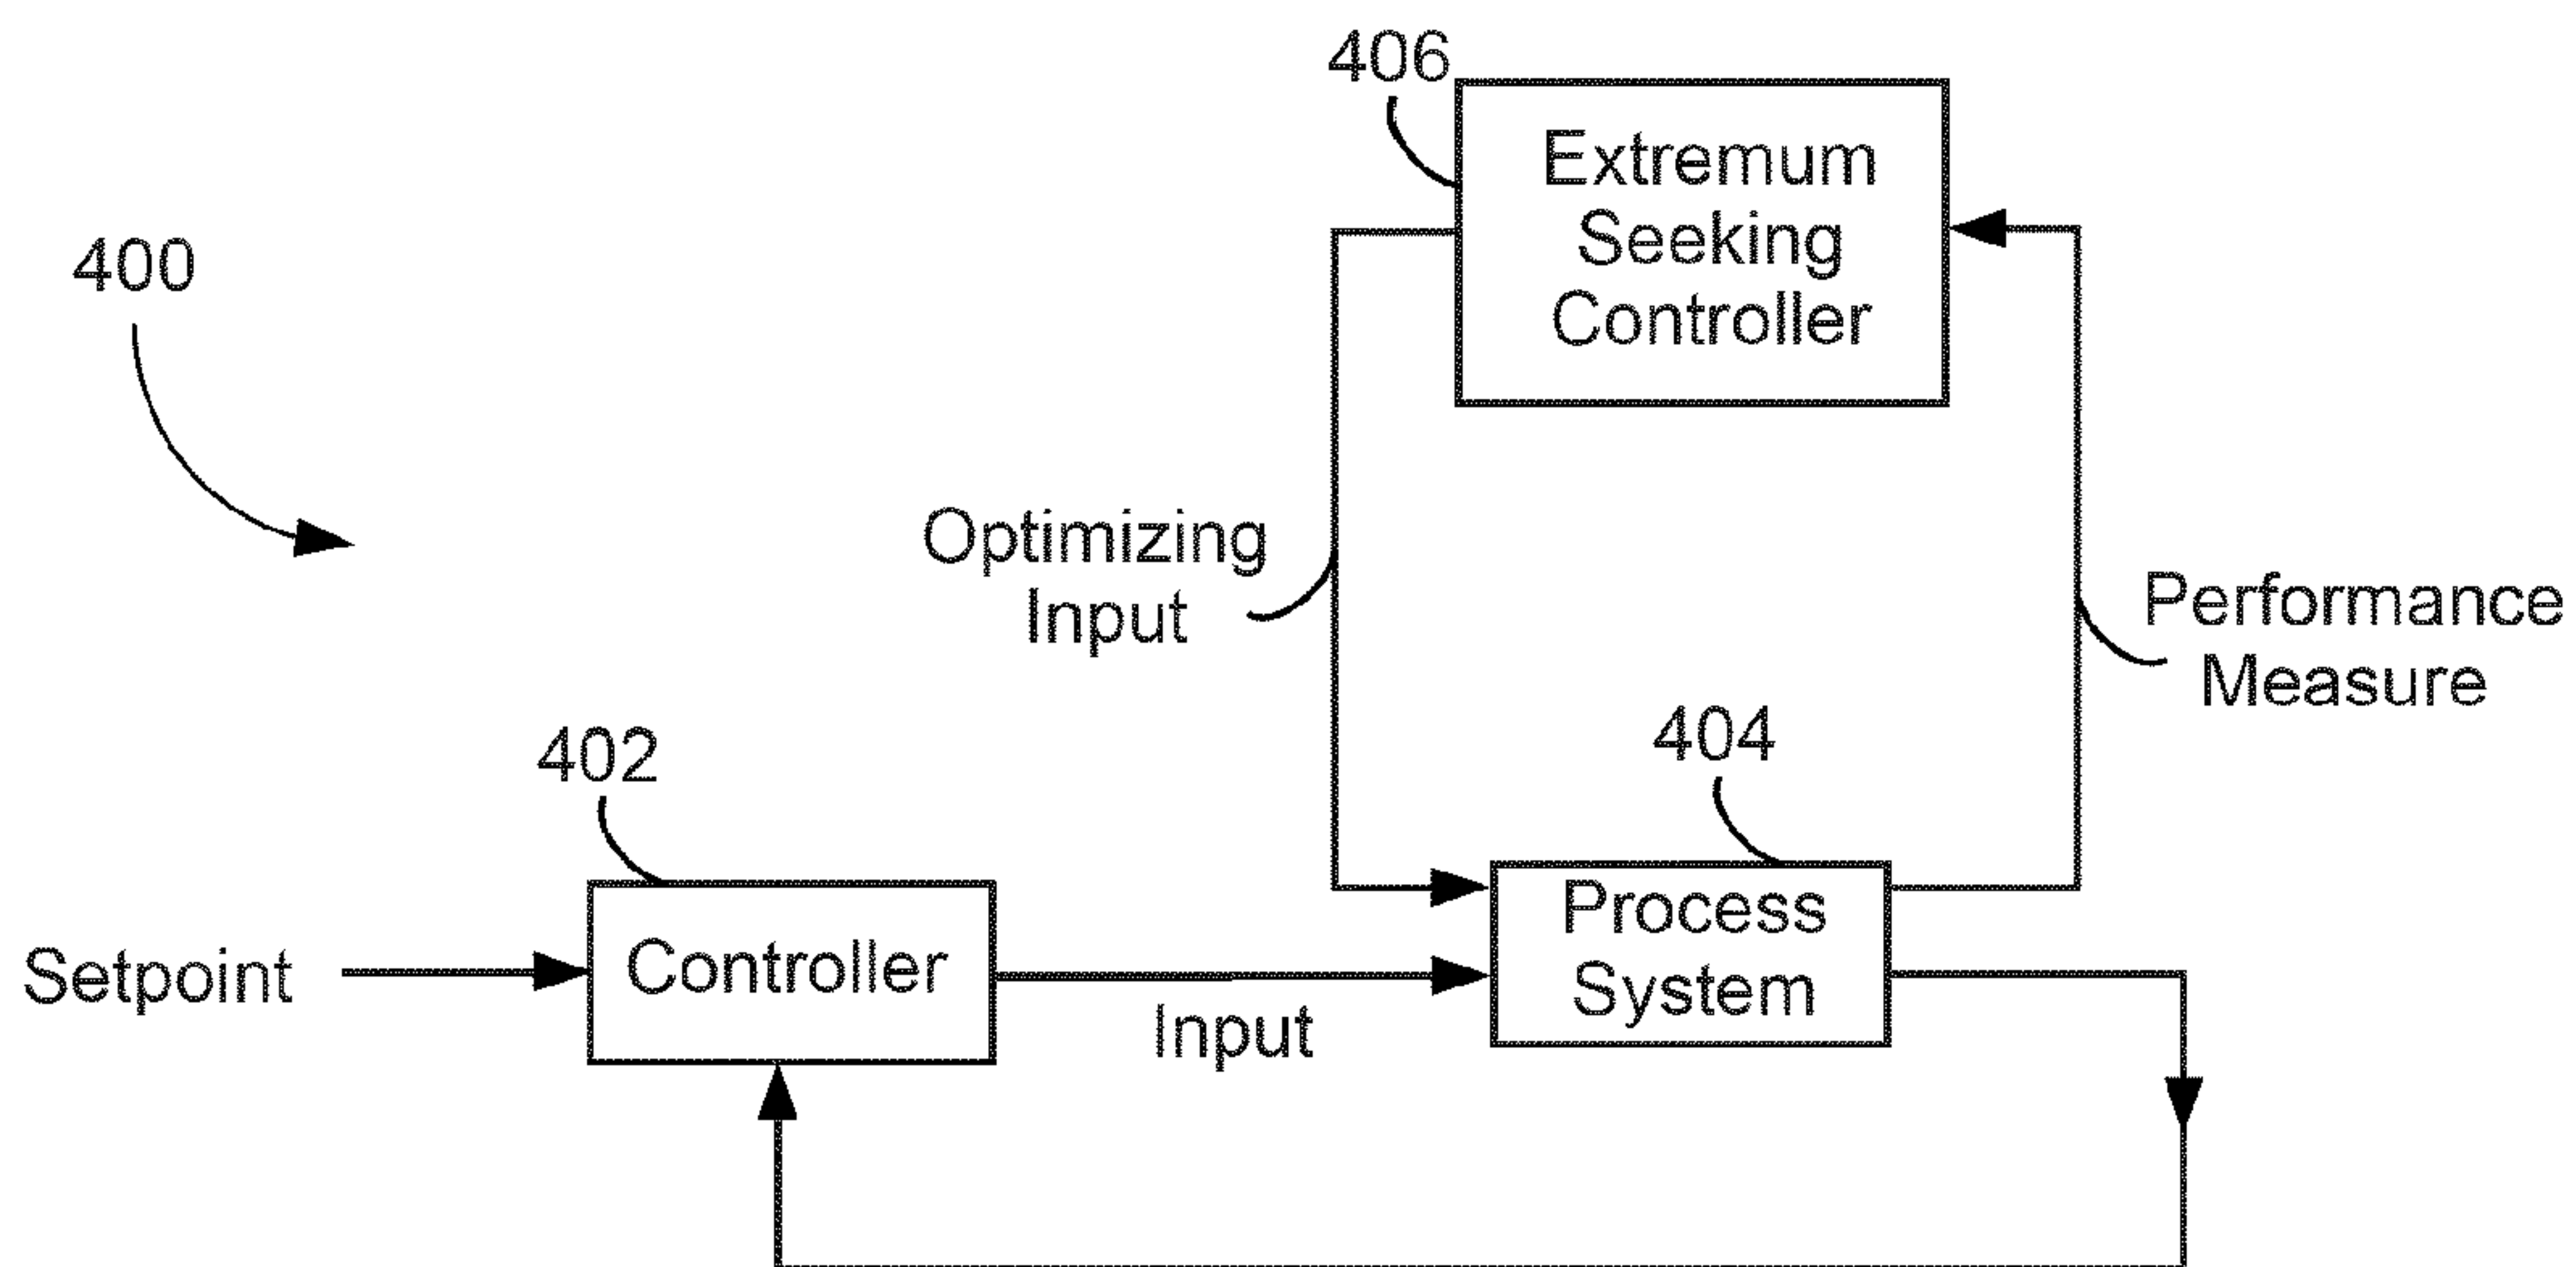 406
Extremum
Seeking
Controller
400
Optimizing
Input
Performance
Measure
402
404
Setpoint
Controller
Input
Process
System